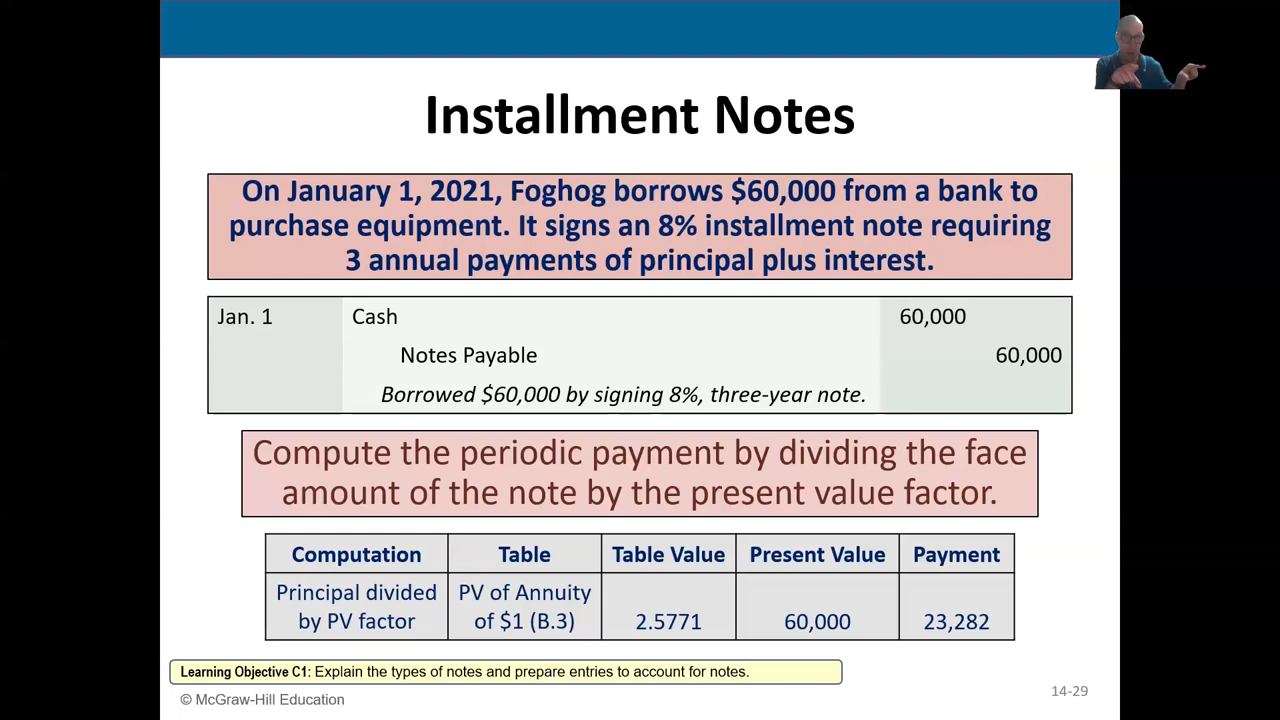 Installment Notes
On January 1, 2021, Foghog borrows $60,000 from a bank to
purchase equipment. It signs an 8% installment note requiring
3 annual payments of principal plus interest.
Jan. 1 Cash 60,000
Notes Payable 60,000
Borrowed $60,000 by signing 8%, three-year note.
Compute the periodic payment by dividing the face
amount of the note by the present value factor.
Computation Table Table Value Present Value Payment
Principal divided PV of Annuity
by PV factor of $1 (B.3) 2.5771 60,000 23,282
Learning Objective C1: Explain the types of notes and prepare entries to account for notes.
© McGraw-Hill Education 14-29